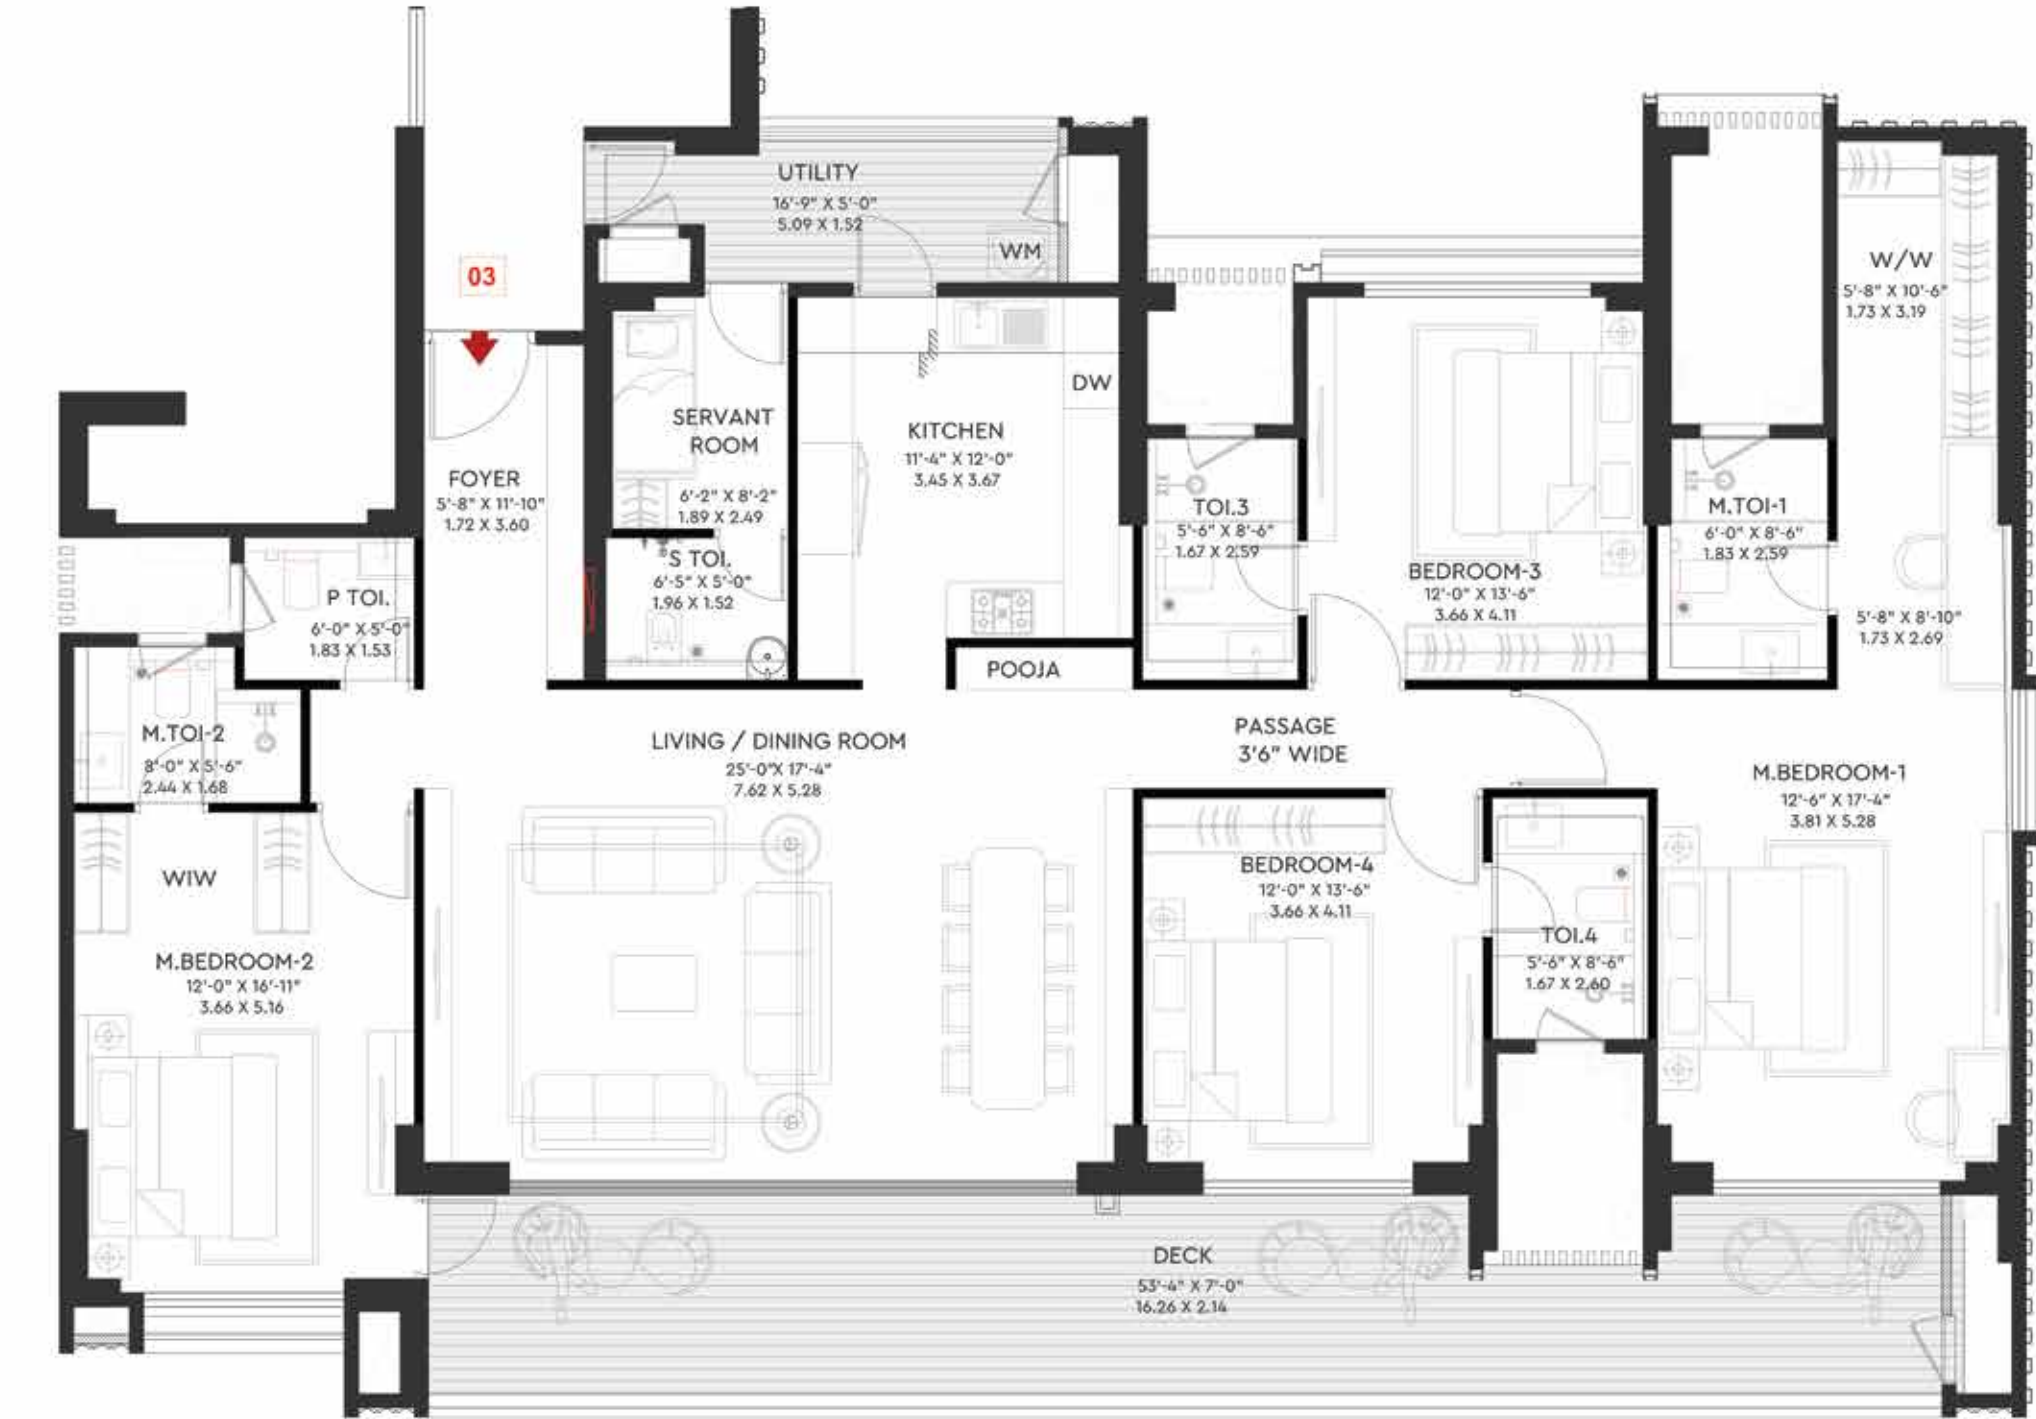 UTILITY
16'-9" X 5'-0"
5.09 X 1.52
WM
03
W/W
5'-8" X 10'-6"
1.73 X 3.19
DW
SERVANT
ROOM
6'-2" X 8'-2"
1.89 X 2.49
KITCHEN
11'-4" X 12'-0"
3.45 X 3.67
FOYER
5'-8" X 11'-10"
1.72 X 3.60
TOI.3
5'-6" X 8'-6"
1.67 X 2.59
M.TOI-1
6'-0" X 8'-6"
1.83 X 2.59
S TOI.
6'-5" X 5'-0"
1.96 X 1.52
BEDROOM-3
12'-0" X 13'-6"
3.66 X 4.11
P TOI.
6'-0" X 5'-0"
1.83 X 1.53
5'-8" X 8'-10"
1.73 X 2.69
POOJA
M.TOI-2
8'-0" X 5'-6"
2.44 X 1.68
LIVING / DINING ROOM
25'-0"X 17'-4"
7.62 X 5.28
PASSAGE
3'6" WIDE
M.BEDROOM-1
12'-6" X 17'-4"
3.81 X 5.28
WIW
BEDROOM-4
12'-0" X 13'-6"
3.66 X 4.11
TOI.4
5'-6" X 8'-6"
1.67 X 2.60
M.BEDROOM-2
12'-0" X 16'-11"
3.66 X 5.16
DECK
53'-4" X 7'-0"
16.26 X 2.14